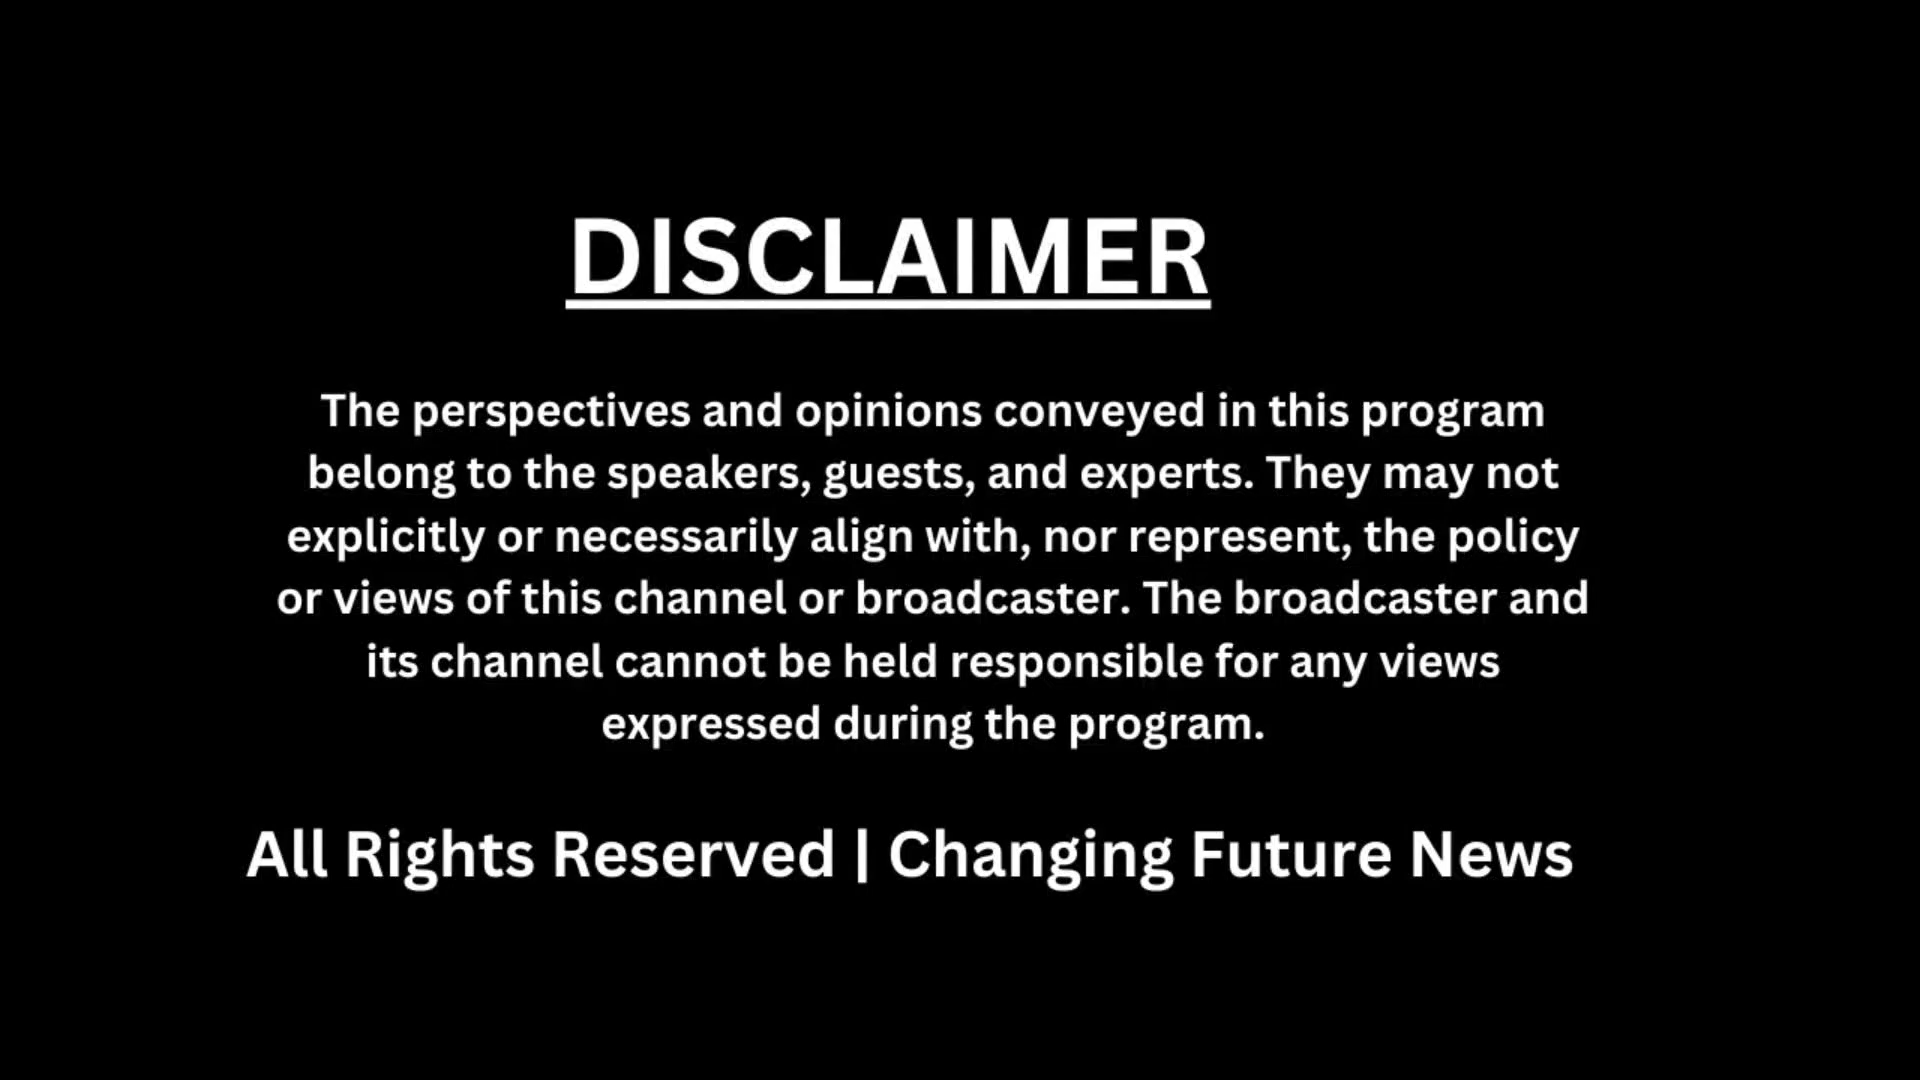 DISCLAIMER
The perspectives and opinions conveyed in this program
belong to the speakers, guests, and experts. They may not
explicitly or necessarily align with, nor represent, the policy
or views of this channel or broadcaster. The broadcaster and
its channel cannot be held responsible for any views
expressed during the program.
All Rights Reserved | Changing Future News